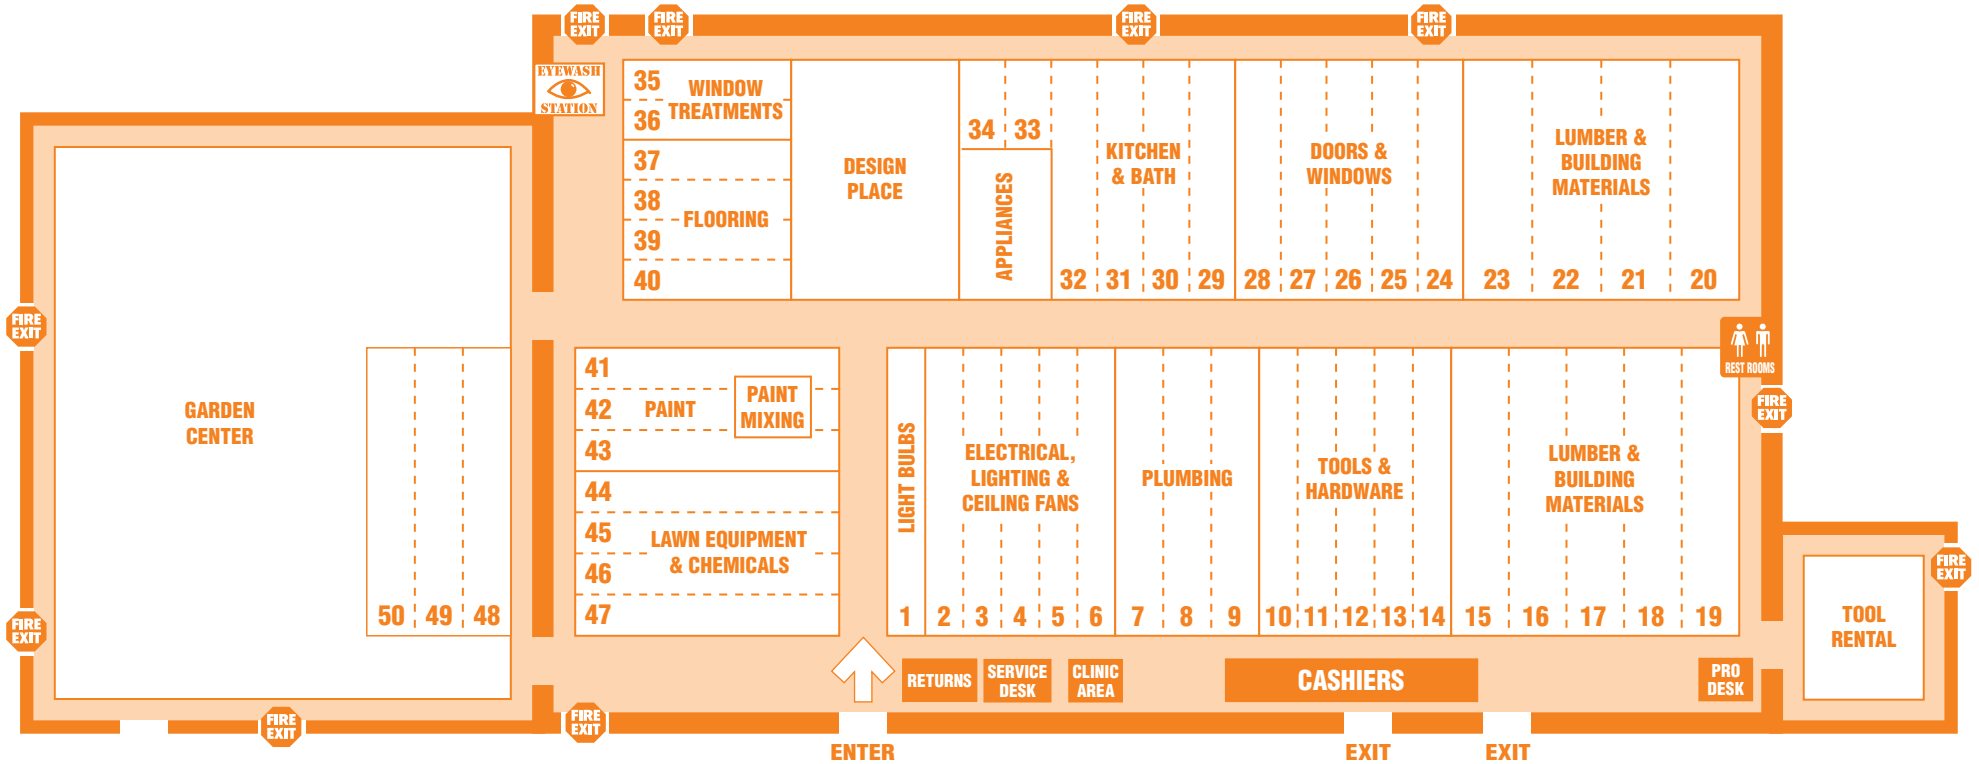 FIRE
EXIT
FIRE
EXIT
FIRE
EXIT
FIRE
EXIT
EYEWASH
STATION
35
36
WINDOW
TREATMENTS
37
38
39
40
FLOORING
DESIGN
PLACE
34 33
APPLIANCES
KITCHEN
& BATH
32 31 30 29
DOORS &
WINDOWS
28 27 26 25 24
LUMBER &
BUILDING
MATERIALS
23 22 21 20
FIRE
EXIT
REST ROOMS
FIRE
EXIT
GARDEN
CENTER
50 49 48
41
42
43
PAINT
PAINT
MIXING
44
45
46
47
LAWN EQUIPMENT
& CHEMICALS
LIGHT BULBS
1
ELECTRICAL,
LIGHTING &
CEILING FANS
2 3 4 5 6
PLUMBING
7 8 9
TOOLS &
HARDWARE
10 11 12 13 14
LUMBER &
BUILDING
MATERIALS
15 16 17 18 19
FIRE
EXIT
TOOL
RENTAL
FIRE
EXIT
RETURNS
SERVICE
DESK
CLINIC
AREA
CASHIERS
PRO
DESK
FIRE
EXIT
FIRE
EXIT
ENTER
EXIT
EXIT